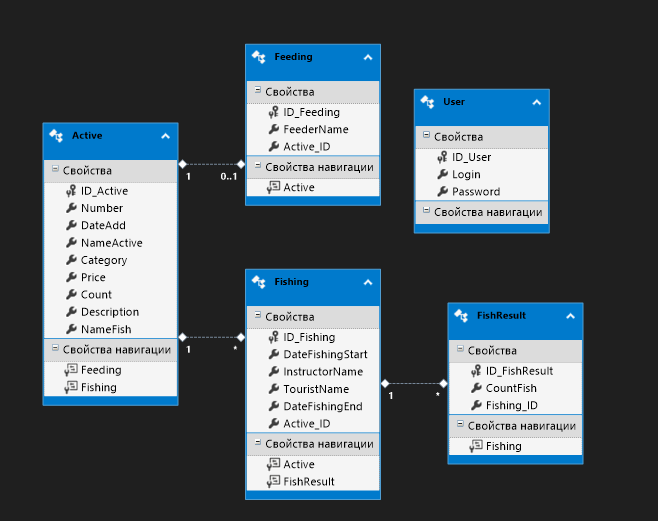 Active
Свойства
ID_Active
Number
DateAdd
NameActive
Category
Price
Count
Description
NameFish
Свойства навигации
Feeding
Fishing
1
0..1
1
*
Feeding
Свойства
ID_Feeding
FeederName
Active_ID
Свойства навигации
Active
User
Свойства
ID_User
Login
Password
Свойства навигации
Fishing
Свойства
ID_Fishing
DateFishingStart
InstructorName
TouristName
DateFishingEnd
Active_ID
Свойства навигации
Active
FishResult
1
*
FishResult
Свойства
ID_FishResult
CountFish
Fishing_ID
Свойства навигации
Fishing